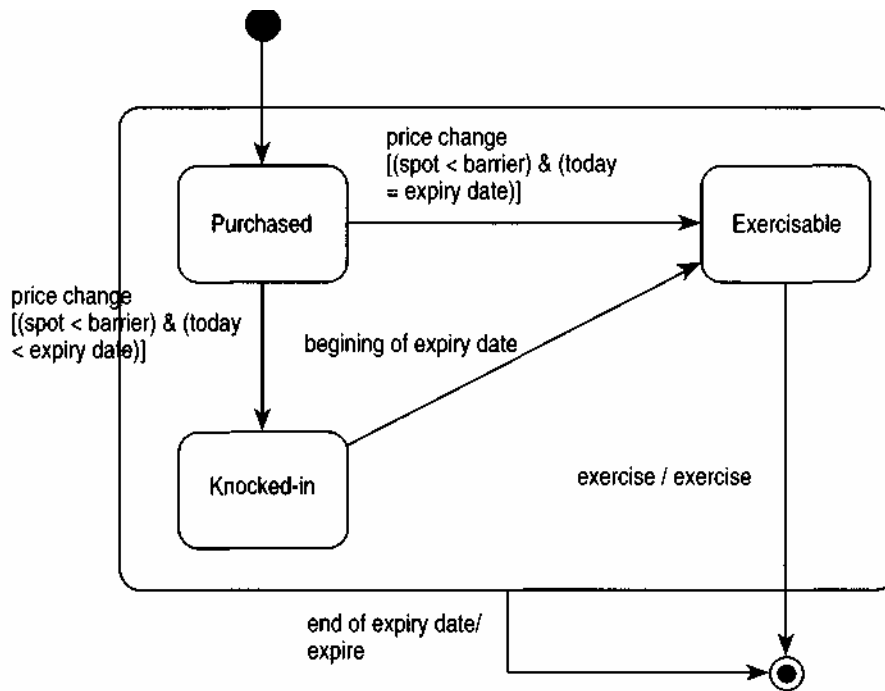 price change
[(spot < barrier) & (today
= expiry date)]
Purchased
Exercisable
price change
[(spot < barrier) & (today
< expiry date)]
begining of expiry date
Knocked-in
exercise / exercise
end of expiry date/
expire